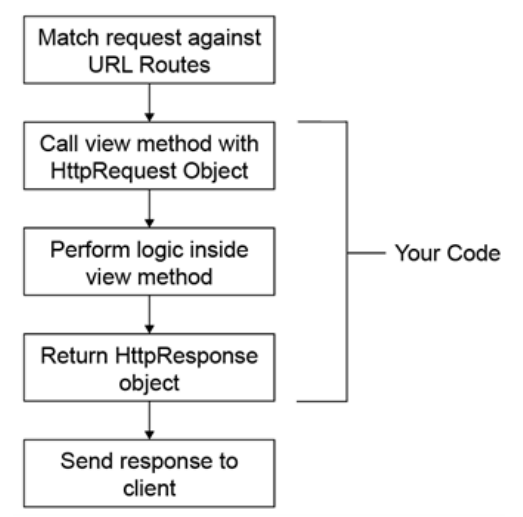 Match request against
URL Routes
Call view method with
HttpRequest Object
Perform logic inside
view method
Your Code
Return HttpResponse
object
Send response to
client